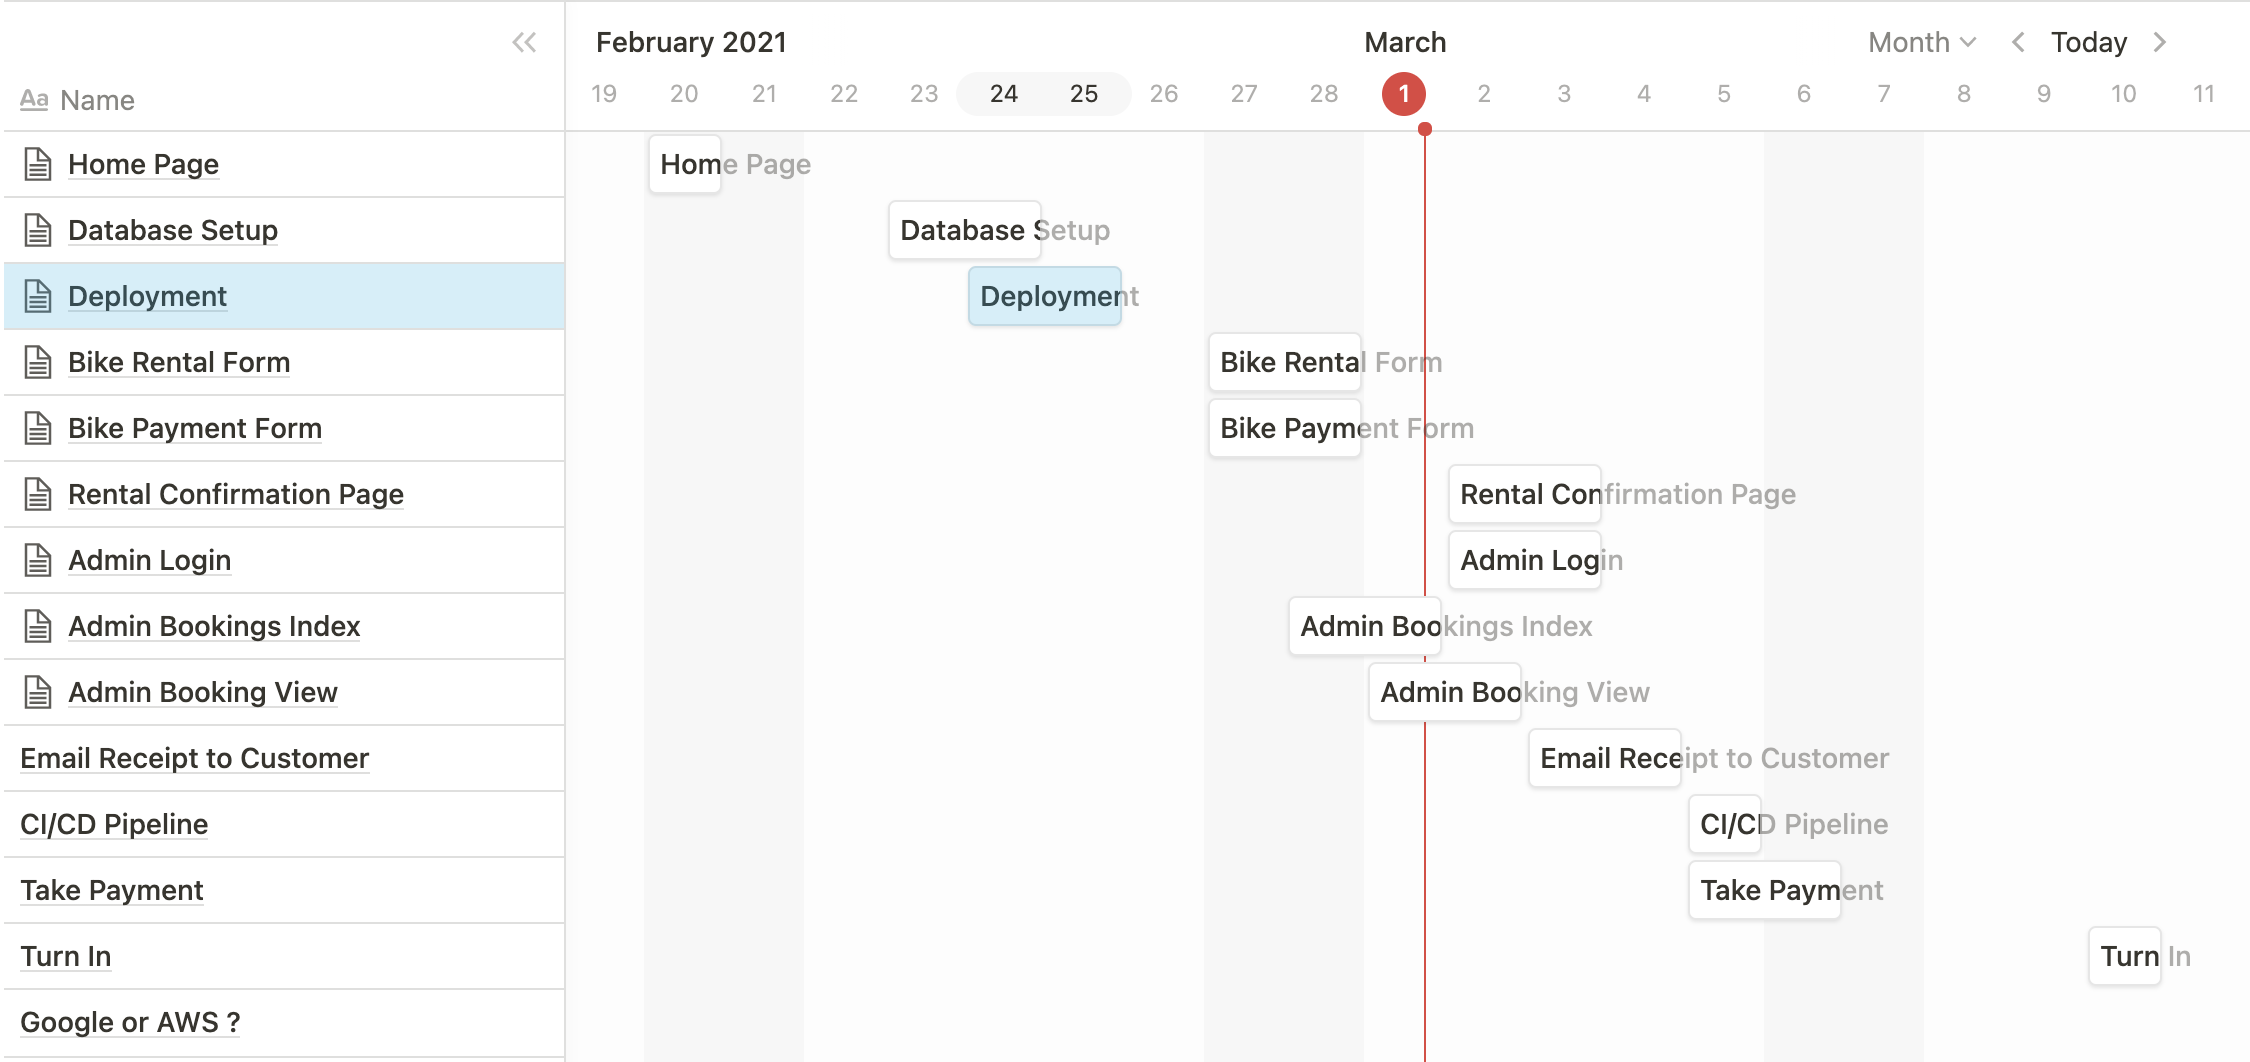 February 2021 March Month Today
Aa Name
19 20 21 22 23 24 25 26 27 28 1 2 3 4 5 6 7 8 9 10 11
Home Page Home Page
Database Setup Database Setup
Deployment Deployment
Bike Rental Form Bike Rental Form
Bike Payment Form Bike Payment Form
Rental Confirmation Page Rental Confirmation Page
Admin Login Admin Login
Admin Bookings Index Admin Bookings Index
Admin Booking View Admin Booking View
Email Receipt to Customer Email Receipt to Customer
CI/CD Pipeline CI/CD Pipeline
Take Payment Take Payment
Turn In Turn In
Google or AWS ?